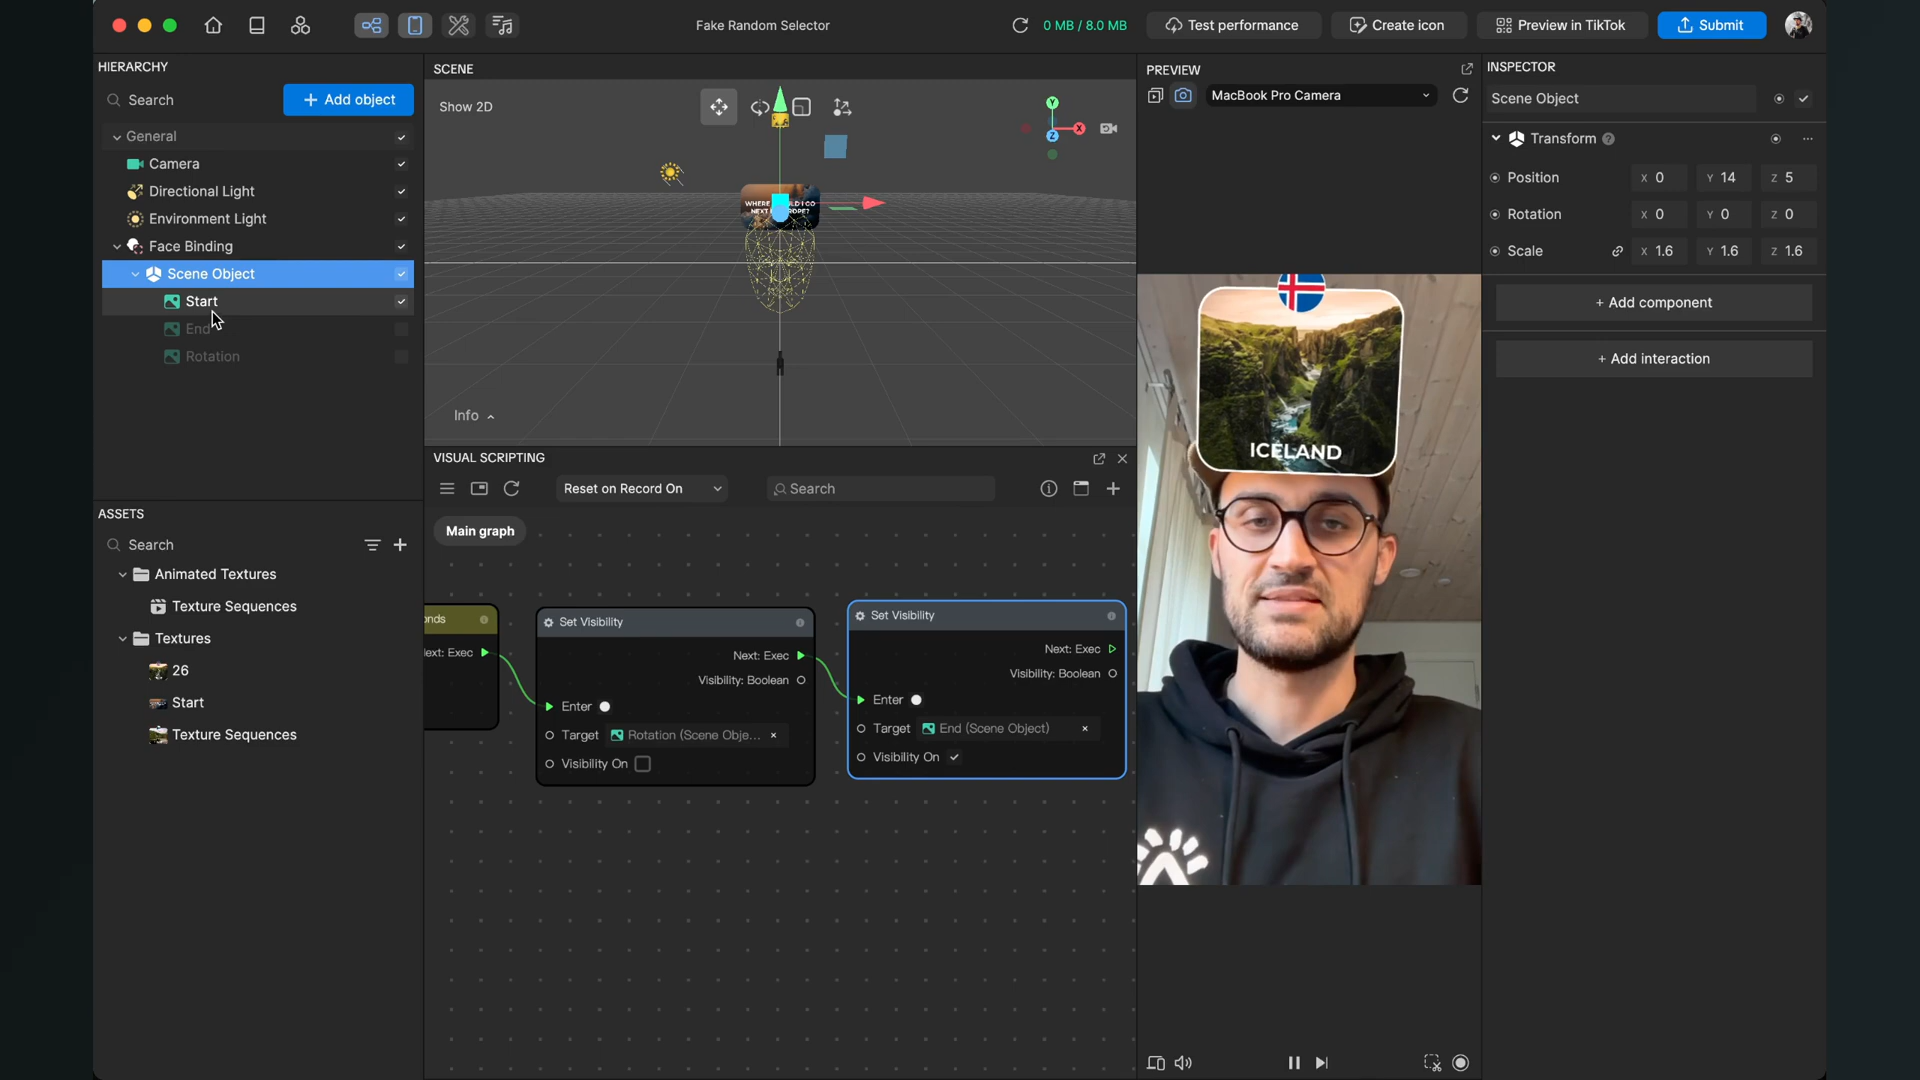 Fake Random Selector
0 MB / 8.0 MB
Test performance
Create icon
Preview in TikTok
Submit
HIERARCHY
Search
Add object
General
Camera
Directional Light
Environment Light
Face Binding
Scene Object
Start
End
Rotation
SCENE
Show 2D
Y
X
Z
NEXT
Info
VISUAL SCRIPTING
Reset on Record On
Search
Main graph
Next: Exec
Set Visibility
Next: Exec
Visibility: Boolean
Enter
Target
Rotation (Scene Obje...
Visibility On
Set Visibility
Next: Exec
Visibility: Boolean
Enter
Target
End (Scene Object)
Visibility On
ASSETS
Search
Animated Textures
Texture Sequences
Textures
26
Start
Texture Sequences
PREVIEW
MacBook Pro Camera
ICELAND
INSPECTOR
Scene Object
Transform
Position X 0 Y 14 Z 5
Rotation X 0 Y 0 Z 0
Scale X 1.6 Y 1.6 Z 1.6
+ Add component
+ Add interaction